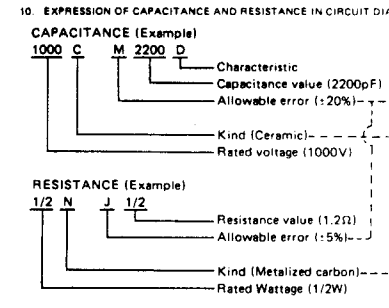 10. EXPRESSION OF CAPACITANCE AND RESISTANCE IN CIRCUIT
CAPACITANCE (Example)
1000 C M 2200 D
Characteristic
Capacitance value (2200pF)
Allowable error (±20%)
Kind (Ceramic)
Rated voltage (1000V)
RESISTANCE (Example)
1/2 N J 1/2
Resistance value (1.2Ω)
Allowable error (±5%)
Kind (Metalized carbon)
Rated Wattage (1/2W)